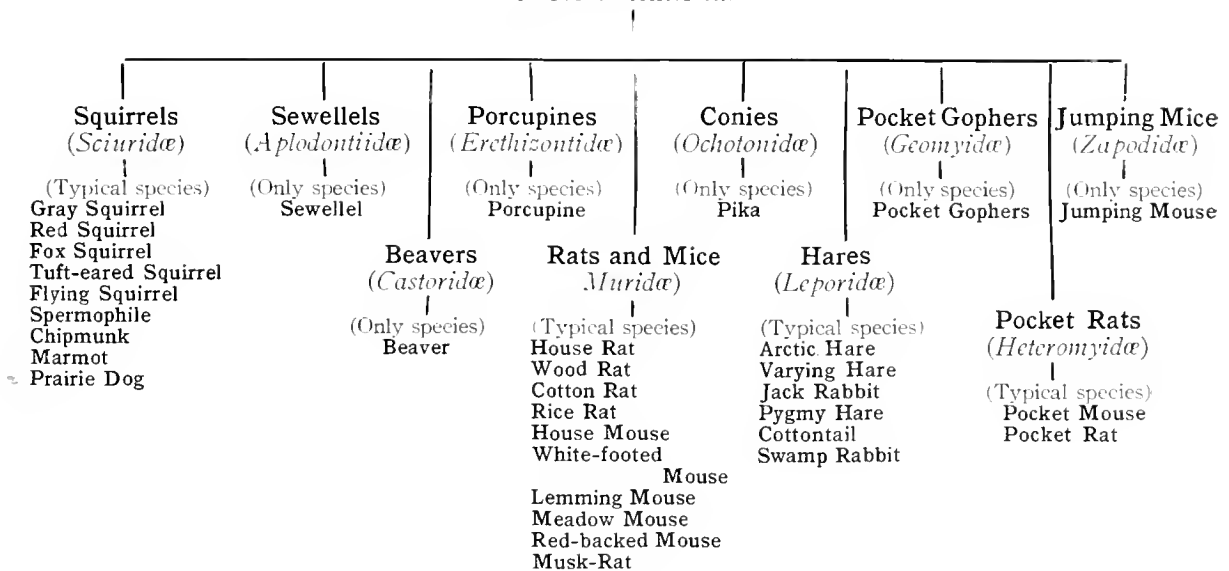 Squirrels
(Sciuridæ)
(Typical species)
Gray Squirrel
Red Squirrel
Fox Squirrel
Tuft-eared Squirrel
Flying Squirrel
Spermophile
Chipmunk
Marmot
Prairie Dog
Sewellels
(Aplodontiidæ)
(Only species)
Sewellel
Beavers
(Castoridæ)
(Only species)
Beaver
Porcupines
(Erethizontidæ)
(Only species)
Porcupine
Rats and Mice
Muridæ)
(Typical species)
House Rat
Wood Rat
Cotton Rat
Rice Rat
House Mouse
White-footed
Mouse
Lemming Mouse
Meadow Mouse
Red-backed Mouse
Musk-Rat
Conies
(Ochotonidæ)
(Only species)
Pika
Hares
(Leporidæ)
(Typical species)
Arctic Hare
Varying Hare
Jack Rabbit
Pygmy Hare
Cottontail
Swamp Rabbit
Pocket Gophers
(Geomyidæ)
(Only species)
Pocket Gophers
Pocket Rats
(Heteromyidæ)
(Typical species)
Pocket Mouse
Pocket Rat
Jumping Mice
(Zapodidæ)
(Only species)
Jumping Mouse